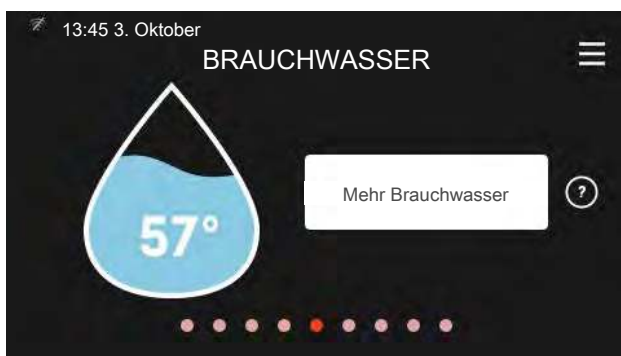 13:45 3. Oktober
BRAUCHWASSER
57°
Mehr Brauchwasser
?